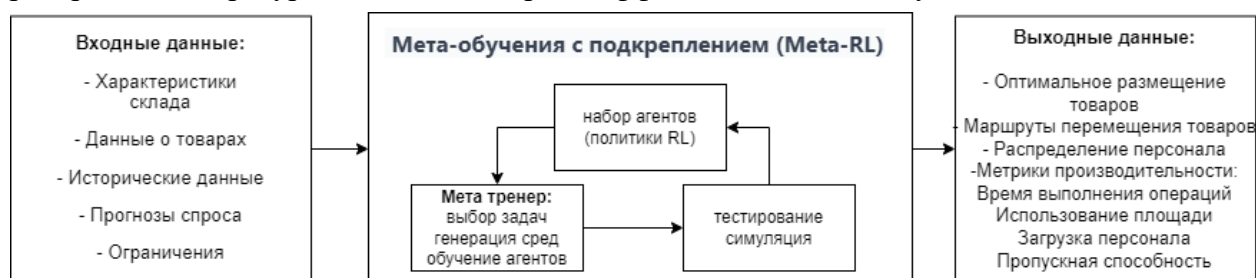 Входные данные:
- Характеристики
склада
- Данные о товарах
- Исторические данные
- Прогнозы спроса
- Ограничения
Мета-обучения с подкреплением (Meta-RL)
набор агентов
(политики RL)
Мета тренер:
выбор задач
генерация сред
обучение агентов
тестирование
симуляция
Выходные данные:
- Оптимальное размещение
товаров
- Маршруты перемещения товаров
- Распределение персонала
-Метрики производительности:
Время выполнения операций
Использование площади
Загрузка персонала
Пропускная способность